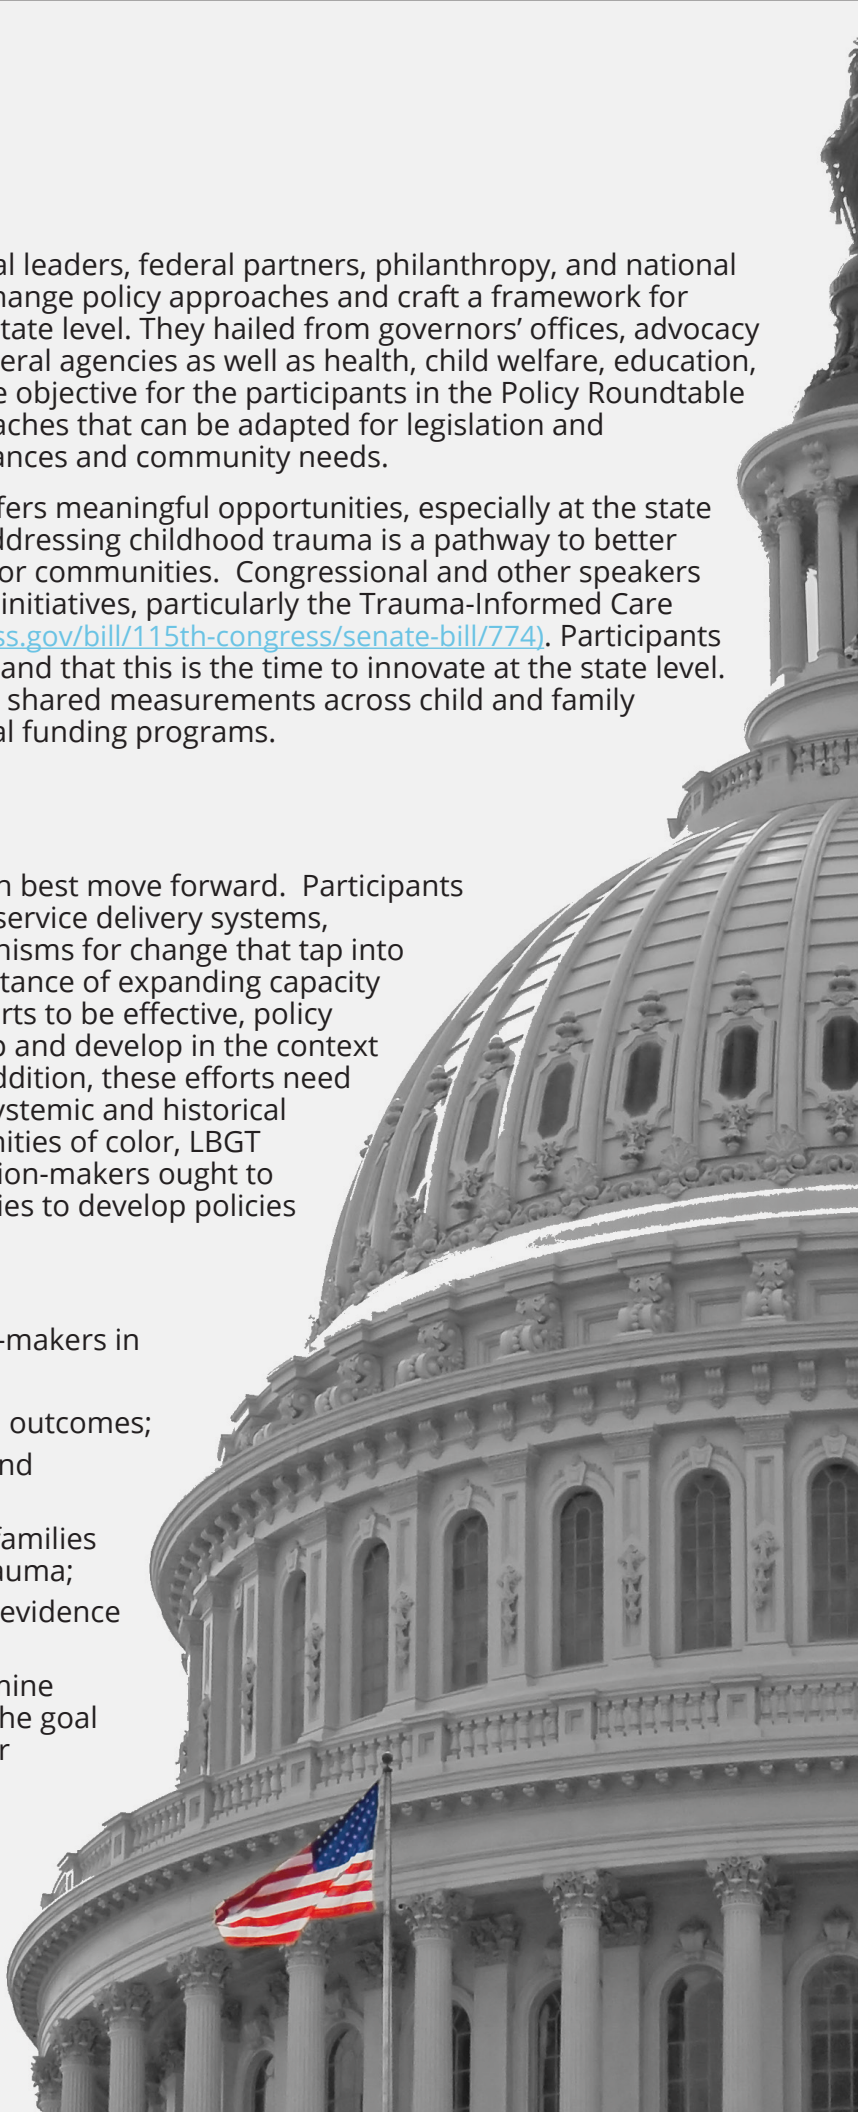 al leaders, federal partners, philanthropy, and national
hange policy approaches and craft a framework for
tate level. They hailed from governors’ offices, advocacy
eral agencies as well as health, child welfare, education,
e objective for the participants in the Policy Roundtable
aches that can be adapted for legislation and
ances and community needs.
fers meaningful opportunities, especially at the state
ddressing childhood trauma is a pathway to better
or communities.  Congressional and other speakers
initiatives, particularly the Trauma-Informed Care
ss.gov/bill/115th-congress/senate-bill/774). Participants
and that this is the time to innovate at the state level.
shared measurements across child and family
al funding programs.
n best move forward.  Participants
service delivery systems,
nisms for change that tap into
tance of expanding capacity
rts to be effective, policy
p and develop in the context
ddition, these efforts need
ystemic and historical
nities of color, LBGT
ion-makers ought to
ies to develop policies
-makers in
outcomes;
nd
families
auma;
evidence
nine
he goal
r